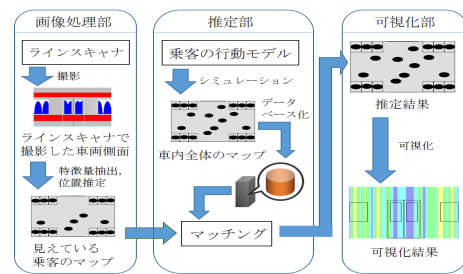 画像処理部
ラインスキャナ
撮影
ラインスキャナで
撮影した車両側面
特徴量抽出,
位置推定
見えている
乗客のマップ
推定部
乗客の行動モデル
シミュレーション
データ
ベース化
車内全体のマップ
マッチング
可視化部
推定結果
可視化
可視化結果